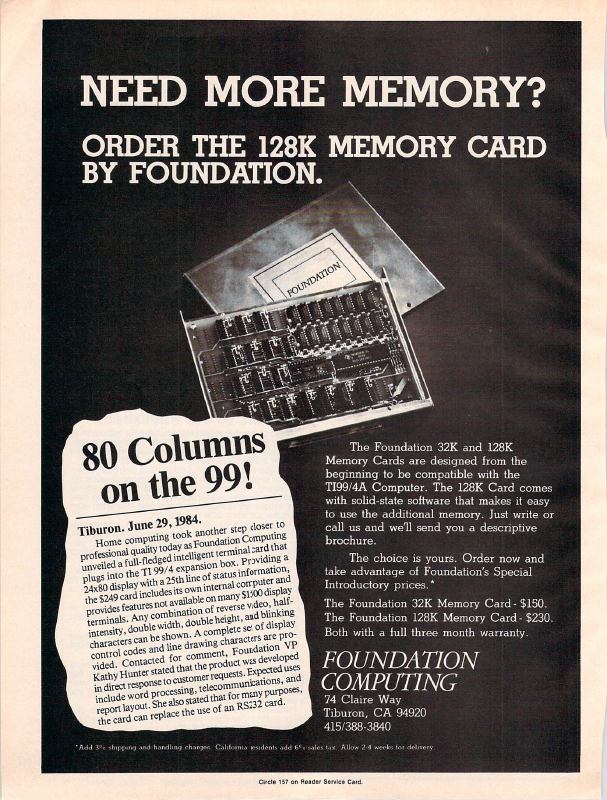 NEED MORE MEMORY?
ORDER THE 128K MEMORY CARD
BY FOUNDATION.
FOUNDATION
80 Columns
on the 99!
Tiburon. June 29, 1984.
Home computing took another step closer to
professional quality today as Foundation Computing
unveiled a full-fledged intelligent terminal card that
plugs into the TI 99/4 expansion box. Providing a
24x80 display with a 25th line of status information,
the $249 card includes its own internal computer and
provides features not available on many $1500 display
terminals. Any combination of reverse video, half-
intensity, double width, double height, and blinking
characters can be shown. A complete set of display
control codes and line drawing characters are pro-
vided. Contacted for comment, Foundation VP
Kathy Hunter stated that the product was developed
in direct response to customer requests. Expected uses
include word processing, telecommunications, and
report layout. She also stated that for many purposes,
the card can replace the use of an RS232 card.
The Foundation 32K and 128K
Memory Cards are designed from the
beginning to be compatible with the
TI99/4A Computer. The 128K Card comes
with solid-state software that makes it easy
to use the additional memory. Just write or
call us and we'll send you a descriptive
brochure.
The choice is yours. Order now and
take advantage of Foundation's Special
Introductory prices.*
The Foundation 32K Memory Card - $150.
The Foundation 128K Memory Card - $230.
Both with a full three month warranty.
FOUNDATION
COMPUTING
74 Claire Way
Tiburon, CA 94920
415/388-3840
*Add 3% shipping and handling charges. California residents add 6% sales tax. Allow 2-4 weeks for delivery.
Circle 157 on Reader Service Card.